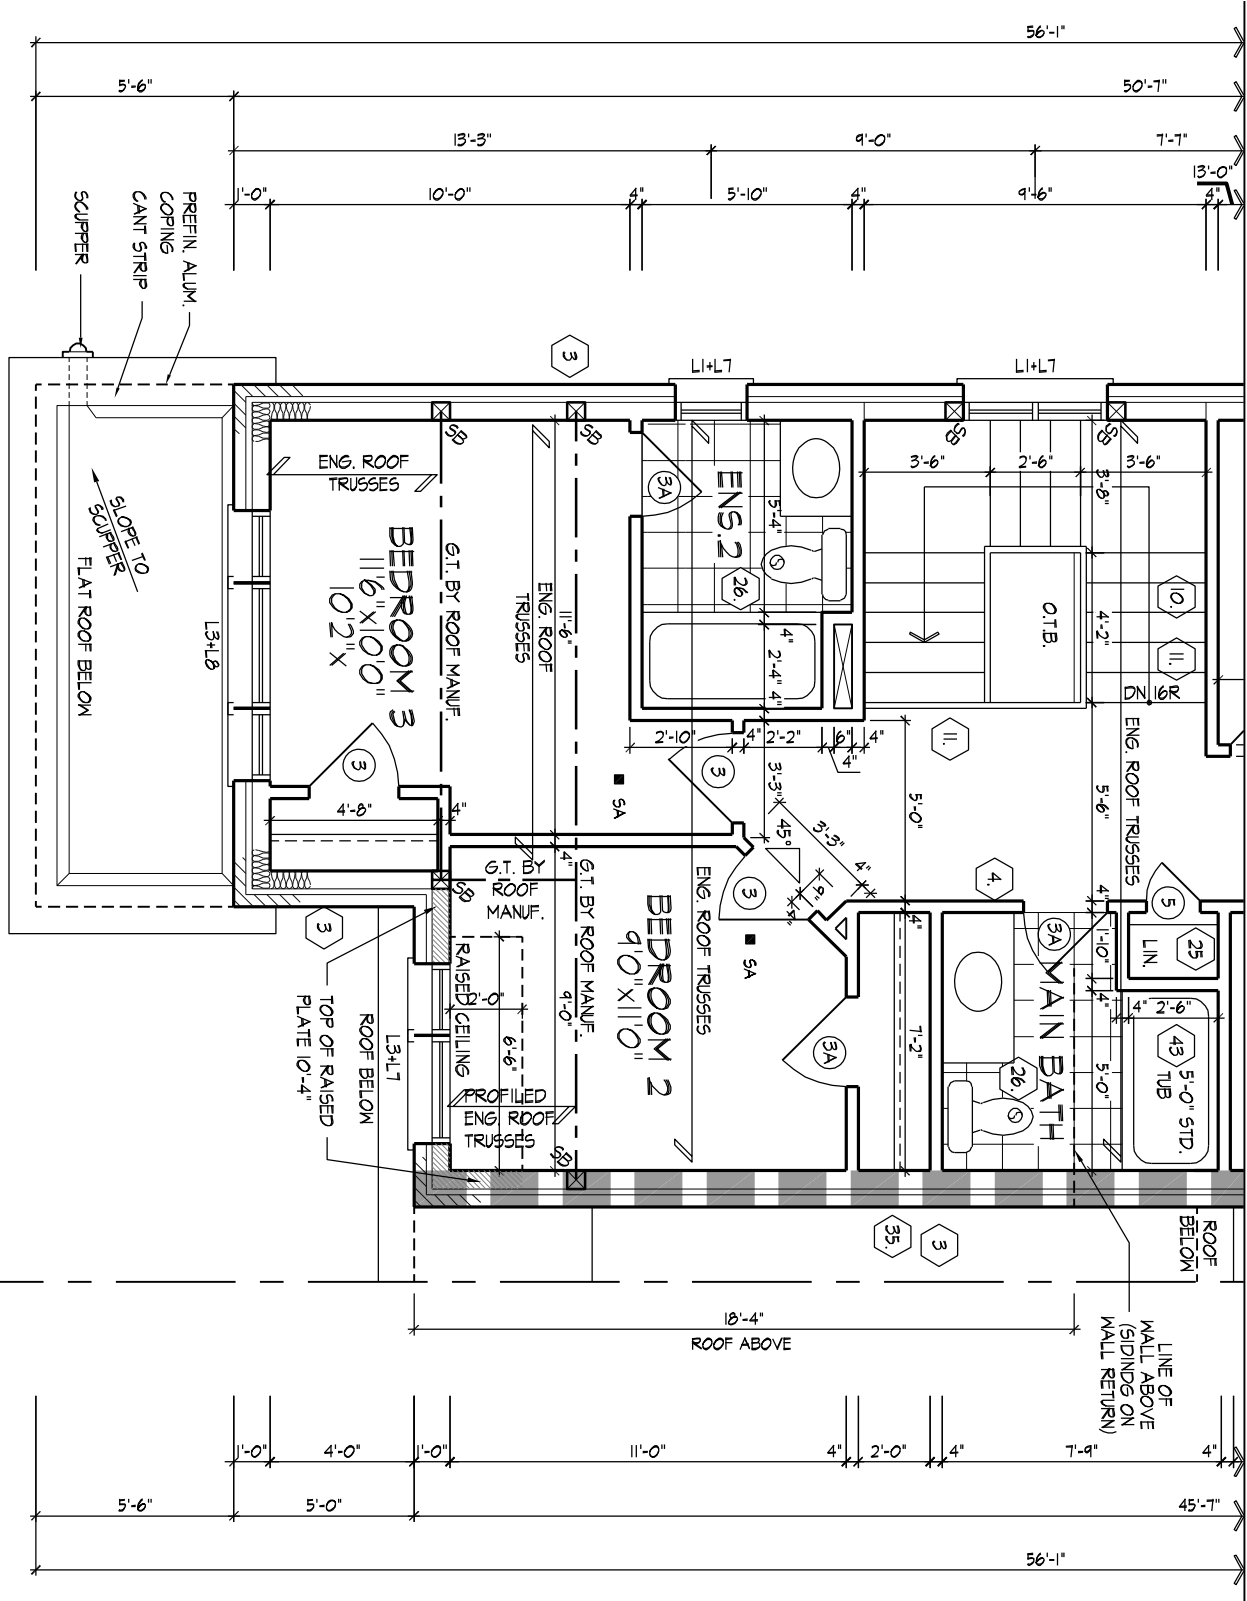 56'-1"
5'-6"
50'-7"
13'-3"
9'-0"
7'-7"
13'-0"
1'-0"
10'-0"
4"
5'-10"
4"
9'-6"
4"
SCUPPER
CANT STRIP
PREFIN. ALUM.
COPING
3
L1+L7
L1+L7
SB
SB
SB
SB
ENG. ROOF
TRUSSES
3A
ENS.2
5'-4"
26.
3'-6"
2'-6"
3'-6"
3'-8"
SLOPE TO
SCUPPER
FLAT ROOF BELOW
L3+L8
BEDROOM 3
11'6"X10'0"
10'2"X
G.T. BY ROOF MANUF.
ENG. ROOF
TRUSSES
11'-6"
O.T.B.
4'-2"
10.
11.
DN 16R
4"
2'-4"
4"
2'-10"
4"
2'-2"
6"
4"
4"
11.
ENG. ROOF TRUSSES
3
3
SA
3'-3"
3'-3"
45°
5'-0"
5'-6"
4'-8"
4"
4"
9"
4"
4"
G.T. BY
ROOF
MANUF.
SB
G.T. BY ROOF MANUF.
ENG. ROOF TRUSSES
3
4.
5
4"
3
BEDROOM 2
9'0"X11'0"
SA
4"
3A
1'-10"
LIN.
25
TOP OF RAISED
PLATE 10'-4"
ROOF BELOW
L3+L7
RAISED CEILING
2'-0"
9'-0"
6'-6"
3A
7'-2"
MAIN BATH
26.
4"
4"
2'-6"
43
5'-0" STD.
TUB
5'-0"
PROFILED
ENG. ROOF
TRUSSES
SB
35.
3
ROOF
BELOW
18'-4"
ROOF ABOVE
LINE OF
WALL ABOVE
(SIDINDG ON
WALL RETURN)
1'-0"
4'-0"
1'-0"
11'-0"
4"
2'-0"
4"
7'-9"
4"
5'-6"
5'-0"
45'-7"
56'-1"